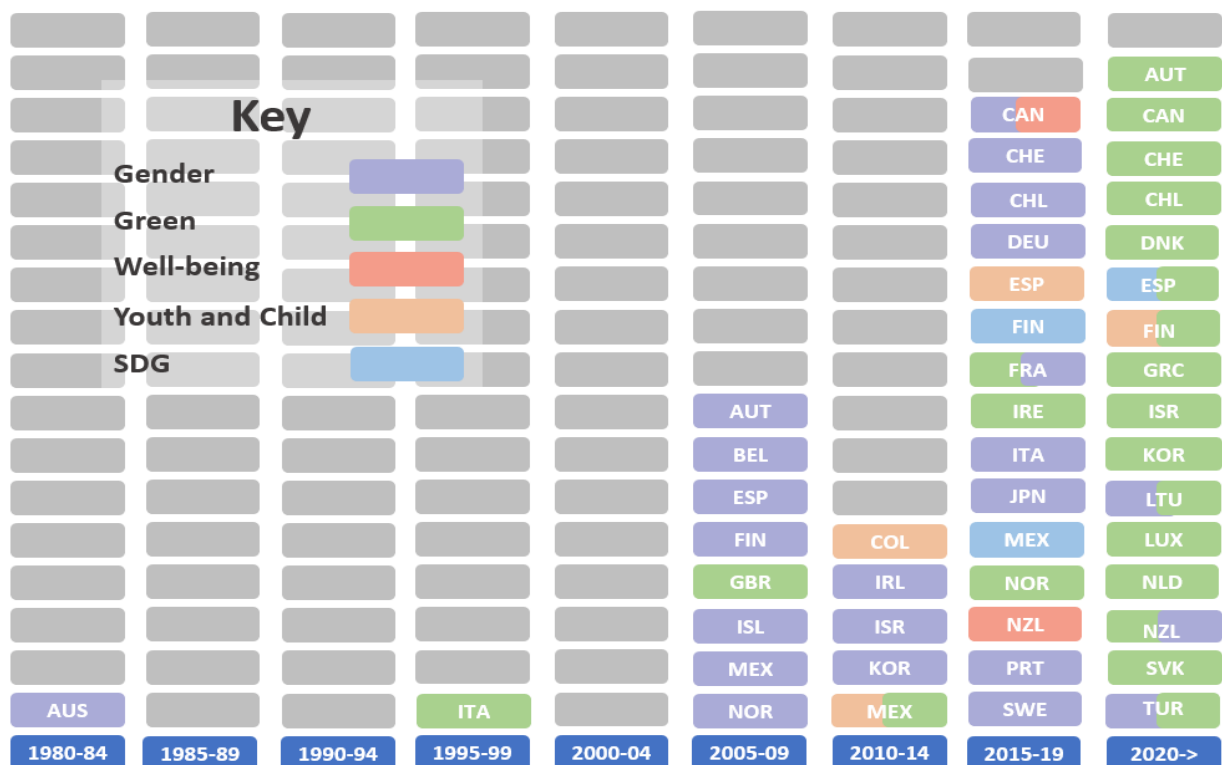 Key
Gender
Green
Well-being
Youth and Child
SDG
AUT
CAN CAN
CHE CHE
CHL CHL
DEU DNK
ESP ESP
FIN FIN
FRA GRC
AUT IRE ISR
BEL ITA KOR
ESP JPN LTU
FIN COL MEX LUX
GBR IRL NOR NLD
ISL ISR NZL NZL
MEX KOR PRT SVK
AUS ITA NOR MEX SWE TUR
1980-84 1985-89 1990-94 1995-99 2000-04 2005-09 2010-14 2015-19 2020->